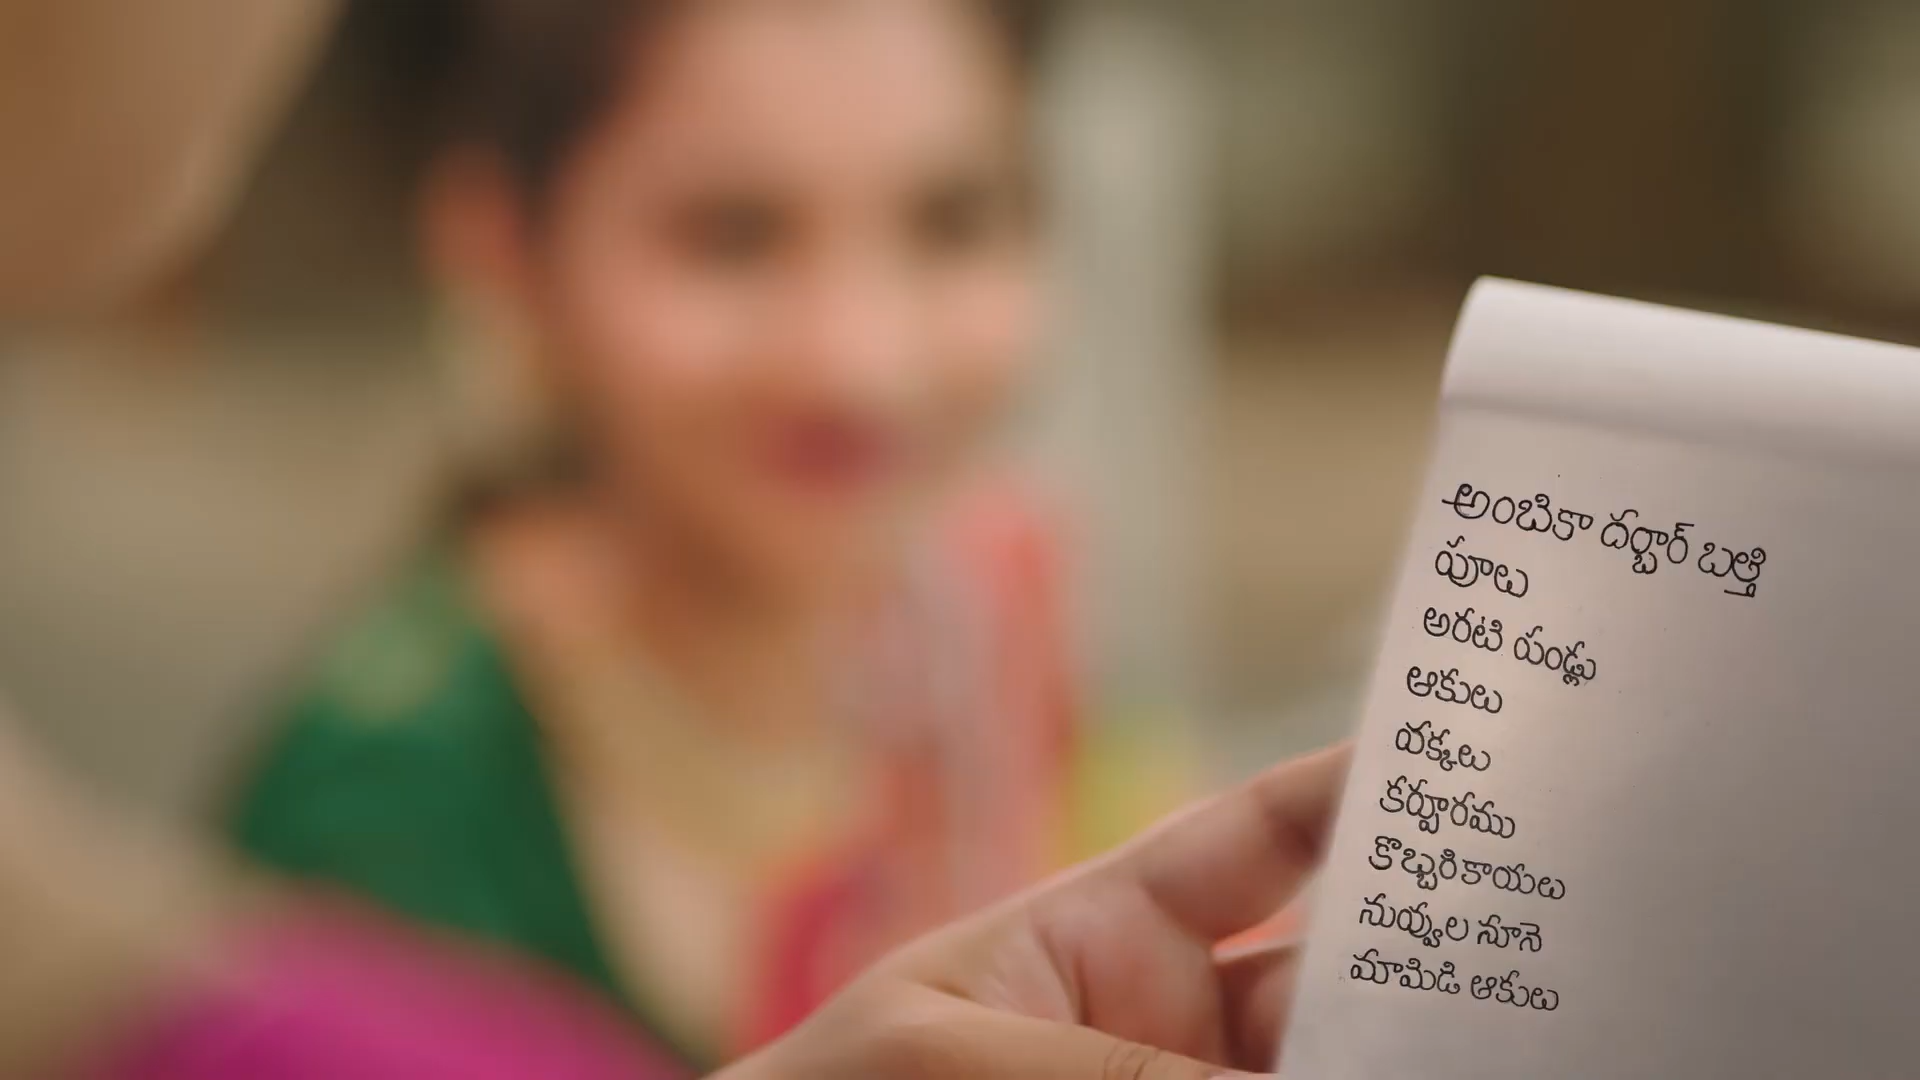 అంబికా దర్బార్ బత్తి
పూలు
అరటి పండ్లు
ఆకులు
వక్కలు
కర్పూరము
కొబ్బరికాయలు
నువ్వుల నూనె
మామిడి ఆకులు